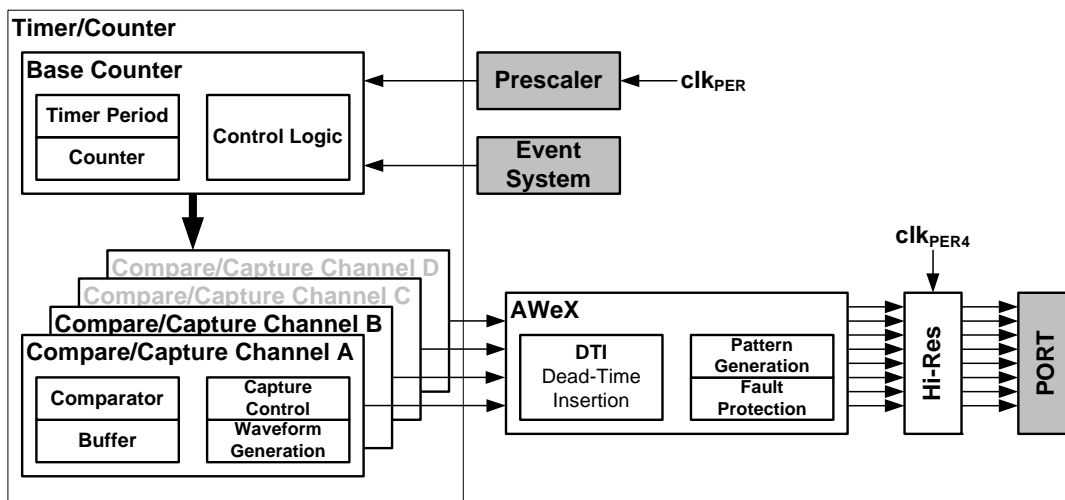 Timer/Counter
Base Counter
Timer Period
Counter
Control Logic
Prescaler
clkPER
Event
System
Compare/Capture Channel D
Compare/Capture Channel C
Compare/Capture Channel B
Compare/Capture Channel A
Comparator
Buffer
Capture
Control
Waveform
Generation
AWeX
DTI
Dead-Time
Insertion
Pattern
Generation
Fault
Protection
clkPER4
Hi-Res
PORT